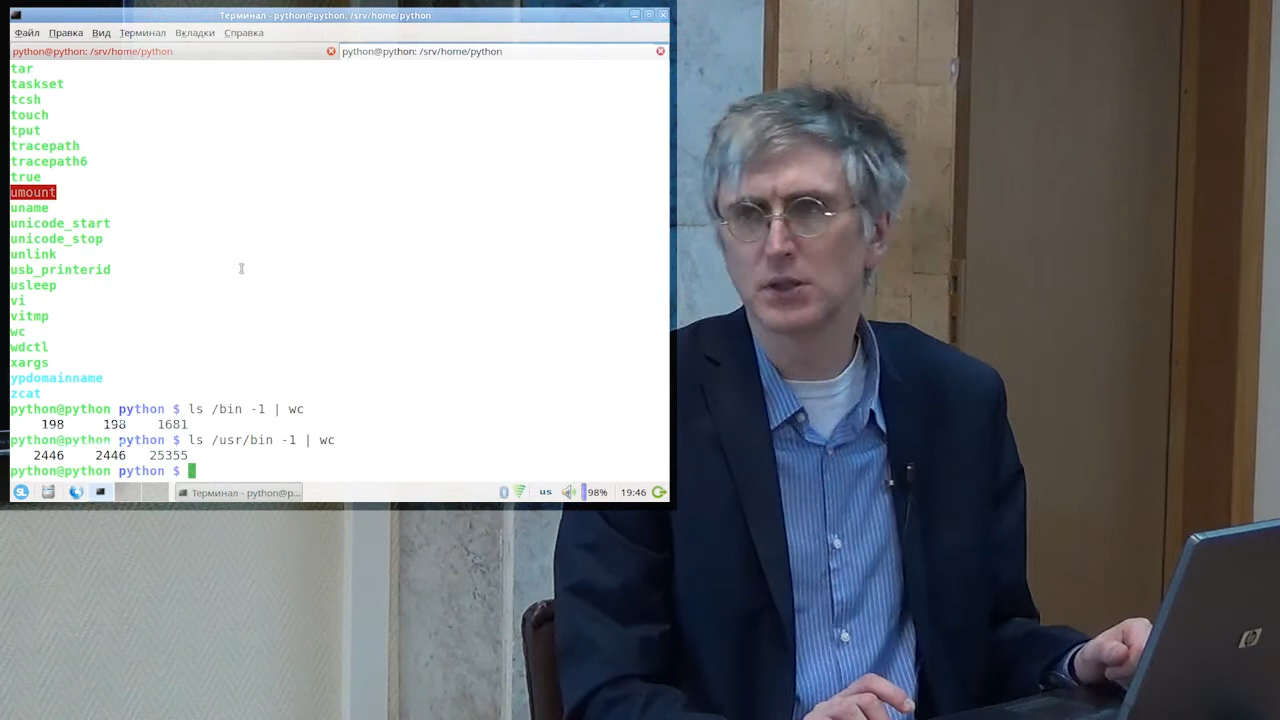 Терминал - python@python: /srv/home/python
Файл Правка Вид Терминал Вкладки Справка
python@python: /srv/home/python python@python: /srv/home/python
tar
taskset
tcsh
touch
tput
tracepath
tracepath6
true
umount
uname
unicode_start
unicode_stop
unlink
usb_printerid
usleep
vi
vitmp
wc
wdctl
xargs
ypdomainname
zcat
python@python python $ ls /bin -1 | wc
198 198 1681
python@python python $ ls /usr/bin -1 | wc
2446 2446 25355
python@python python $
Терминал - python@p... us 98% 19:46
hp